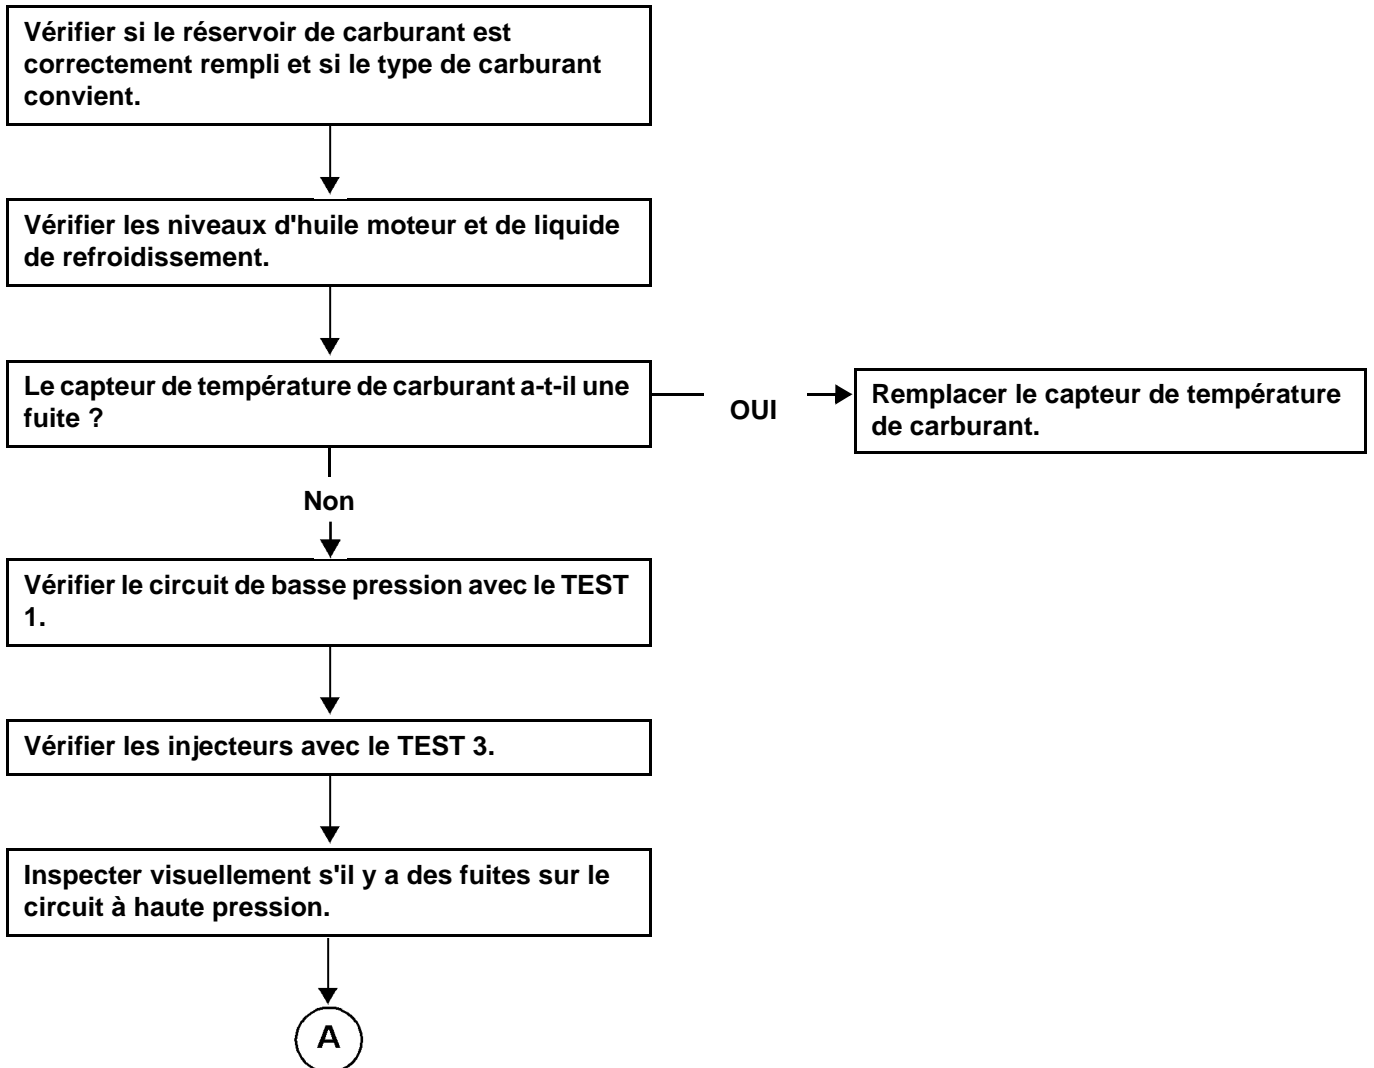 Vérifier si le réservoir de carburant est
correctement rempli et si le type de carburant
convient.
Vérifier les niveaux d'huile moteur et de liquide
de refroidissement.
Le capteur de température de carburant a-t-il une
fuite ?
OUI
Remplacer le capteur de température
de carburant.
Non
Vérifier le circuit de basse pression avec le TEST
1.
Vérifier les injecteurs avec le TEST 3.
Inspecter visuellement s'il y a des fuites sur le
circuit à haute pression.
A